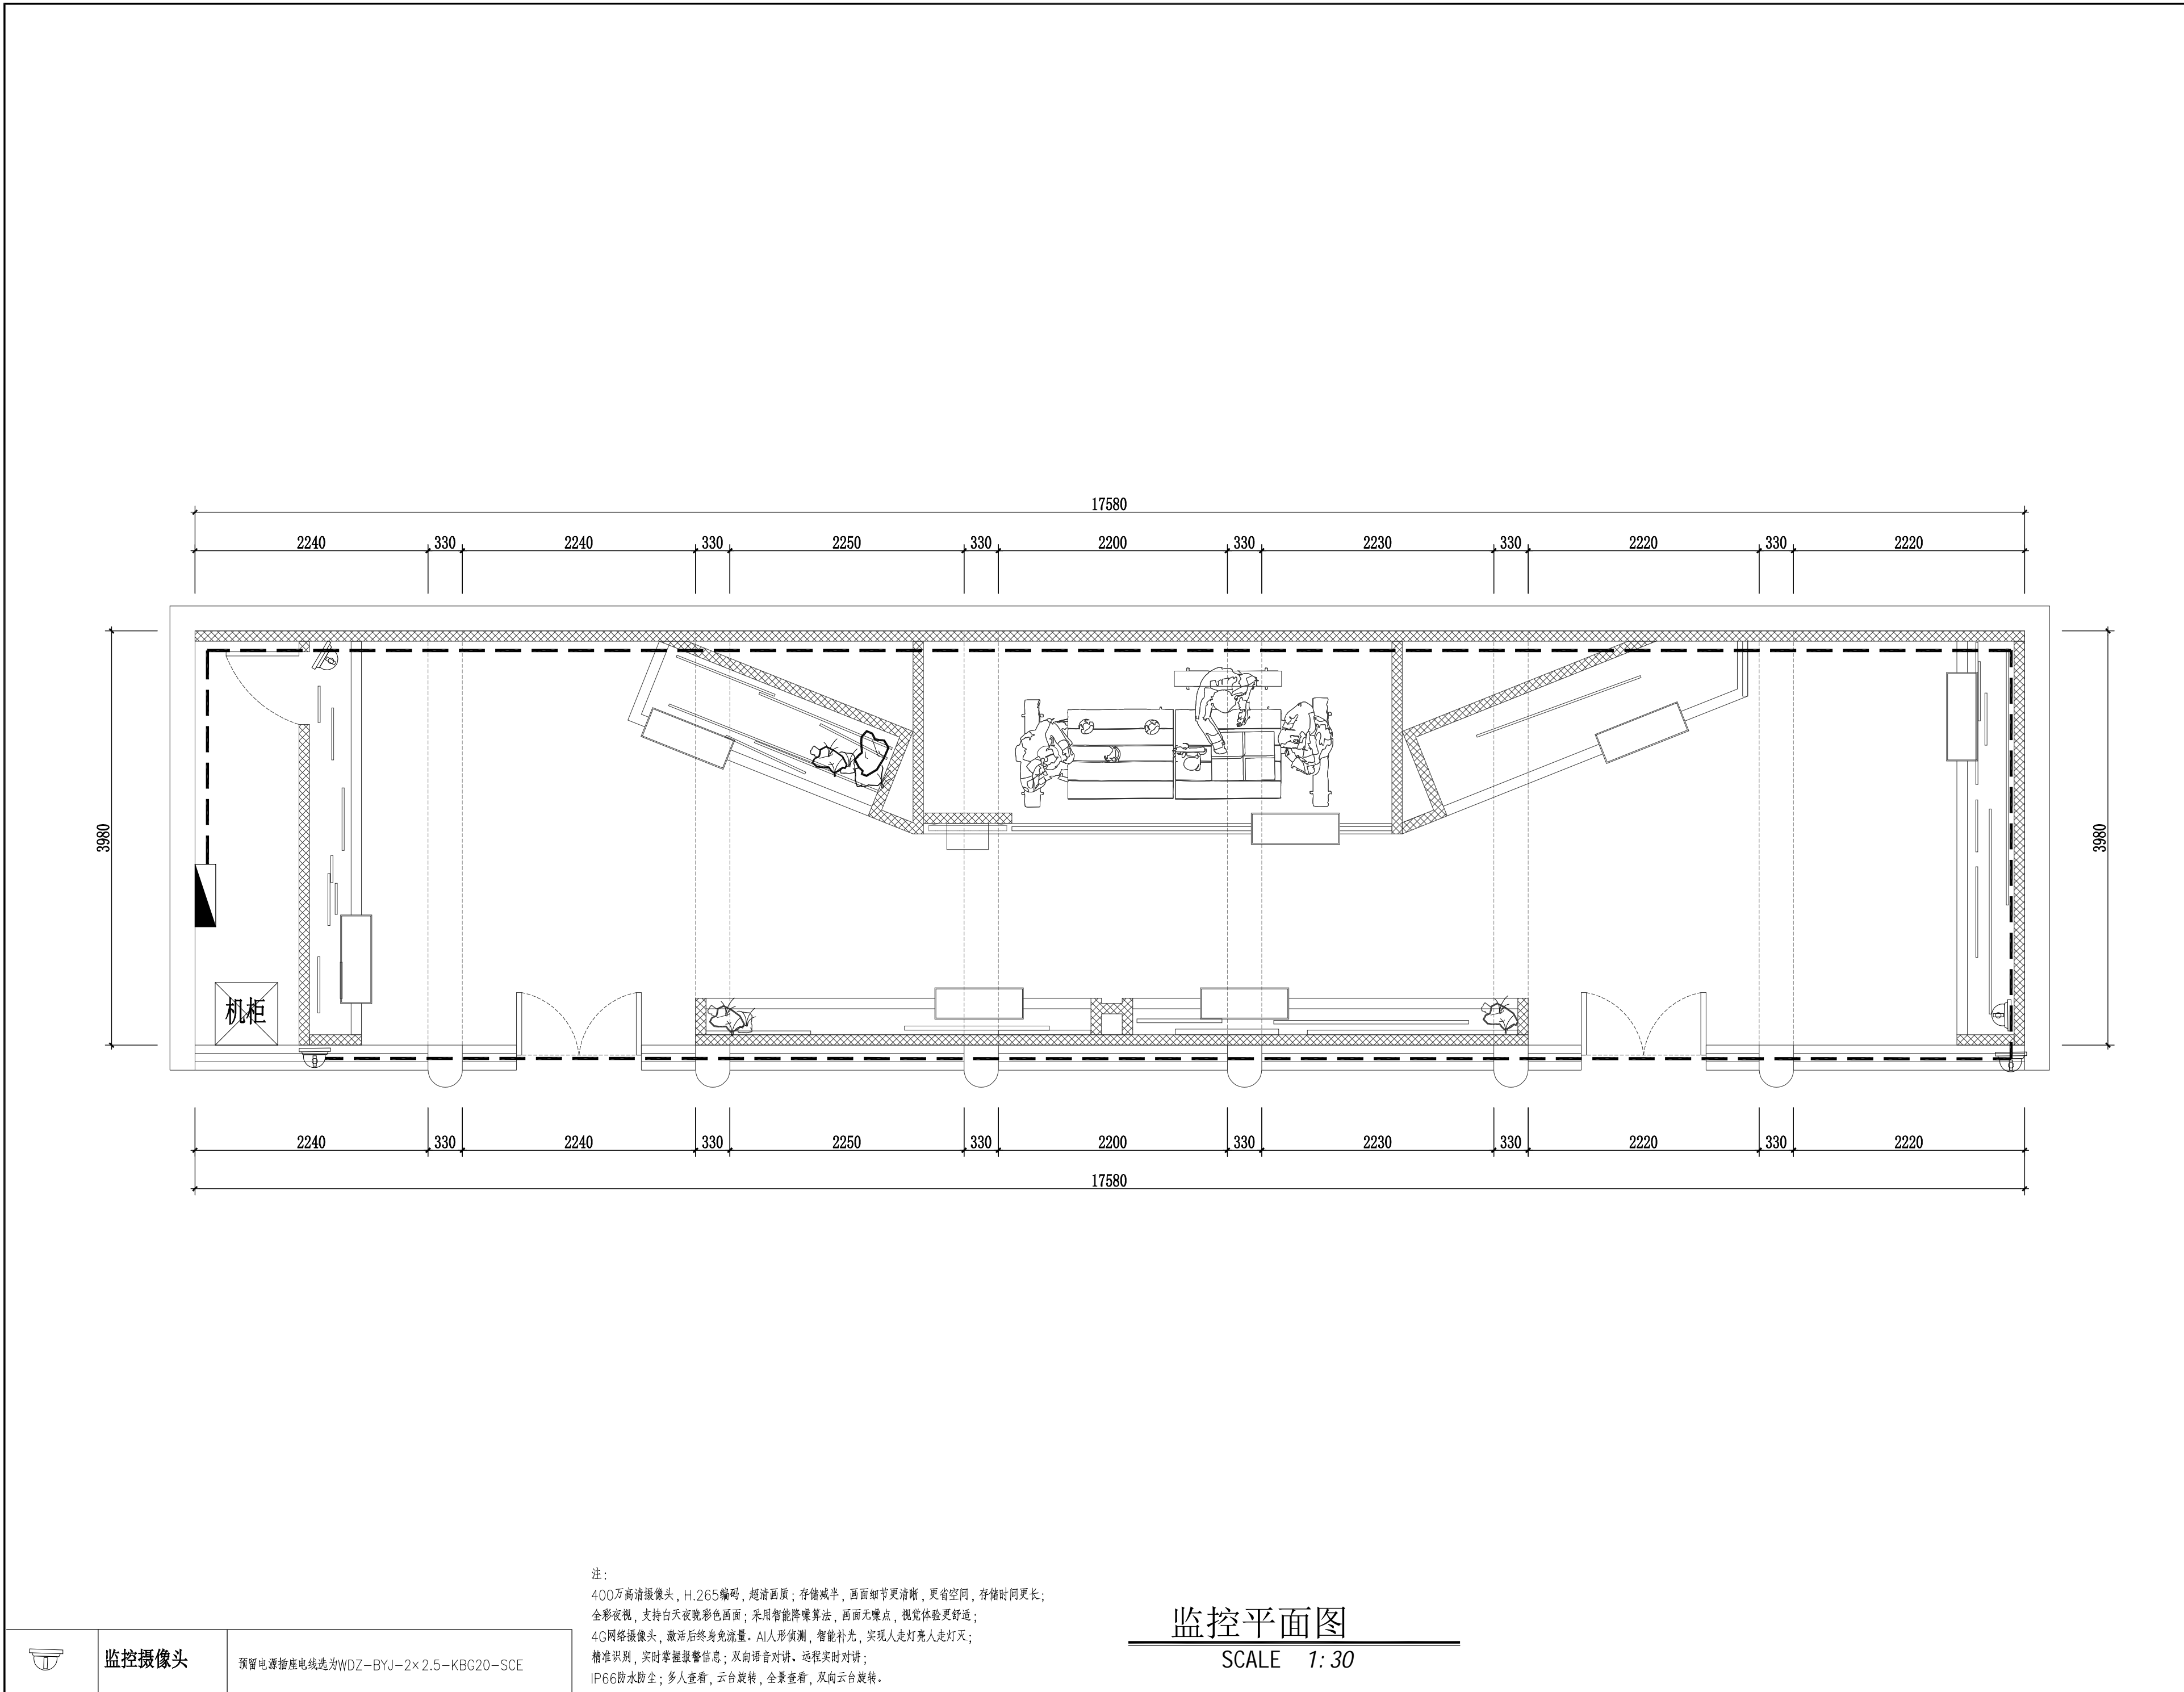 17580
2240 330 2240 330 2250 330 2200 330 2230 330 2220 330 2220
3980
3980
机柜
2240 330 2240 330 2250 330 2200 330 2230 330 2220 330 2220
17580
注:
400万高清摄像头, H.265编码, 超清画质; 存储减半, 画面细节更清晰, 更省空间, 存储时间更长;
全彩夜视, 支持白天夜晚彩色画面; 采用智能降噪算法, 画面无噪点, 视觉体验更舒适;
4G网络摄像头, 激活后终身免流量。AI人形侦测, 智能补光, 实现人走灯亮人走灯灭;
精准识别, 实时掌握报警信息; 双向语音对讲、远程实时对讲;
IP66防水防尘; 多人查看, 云台旋转, 全景查看, 双向云台旋转。
监控摄像头
预留电源插座电线选为WDZ-BYJ-2×2.5-KBG20-SCE
监控平面图
SCALE 1:30